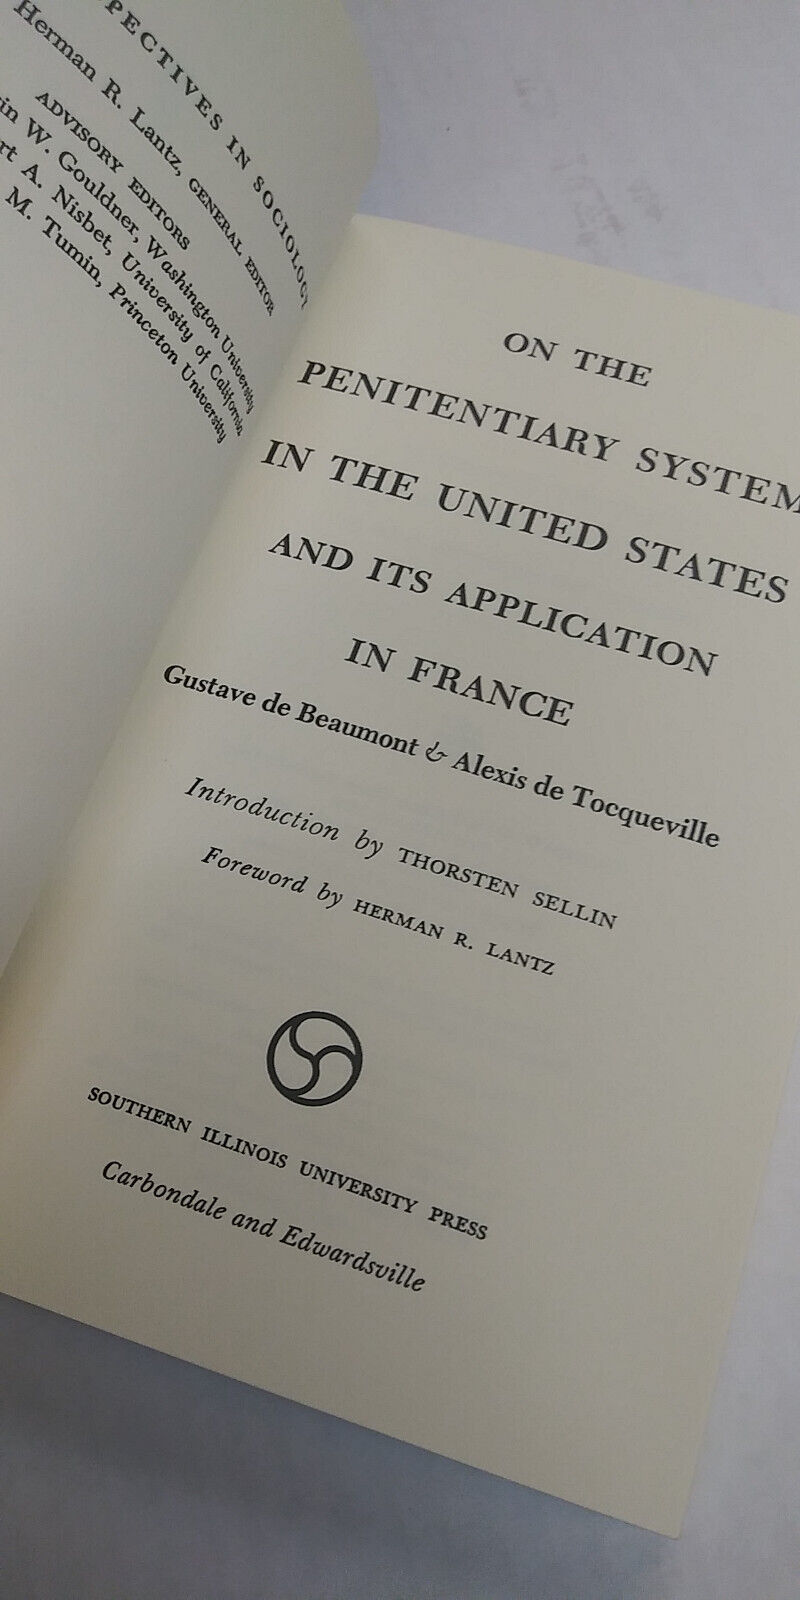 PECTIVES IN SOCIOLOGY
Herman R. Lantz, GENERAL EDITOR
ADVISORY EDITORS
in W. Gouldner, Washington University
rt A. Nisbet, University of California
M. Tumin, Princeton University
ON THE
PENITENTIARY SYSTEM
IN THE UNITED STATES
AND ITS APPLICATION
IN FRANCE
Gustave de Beaumont & Alexis de Tocqueville
Introduction by THORSTEN SELLIN
Foreword by HERMAN R. LANTZ
SOUTHERN ILLINOIS UNIVERSITY PRESS
Carbondale and Edwardsville